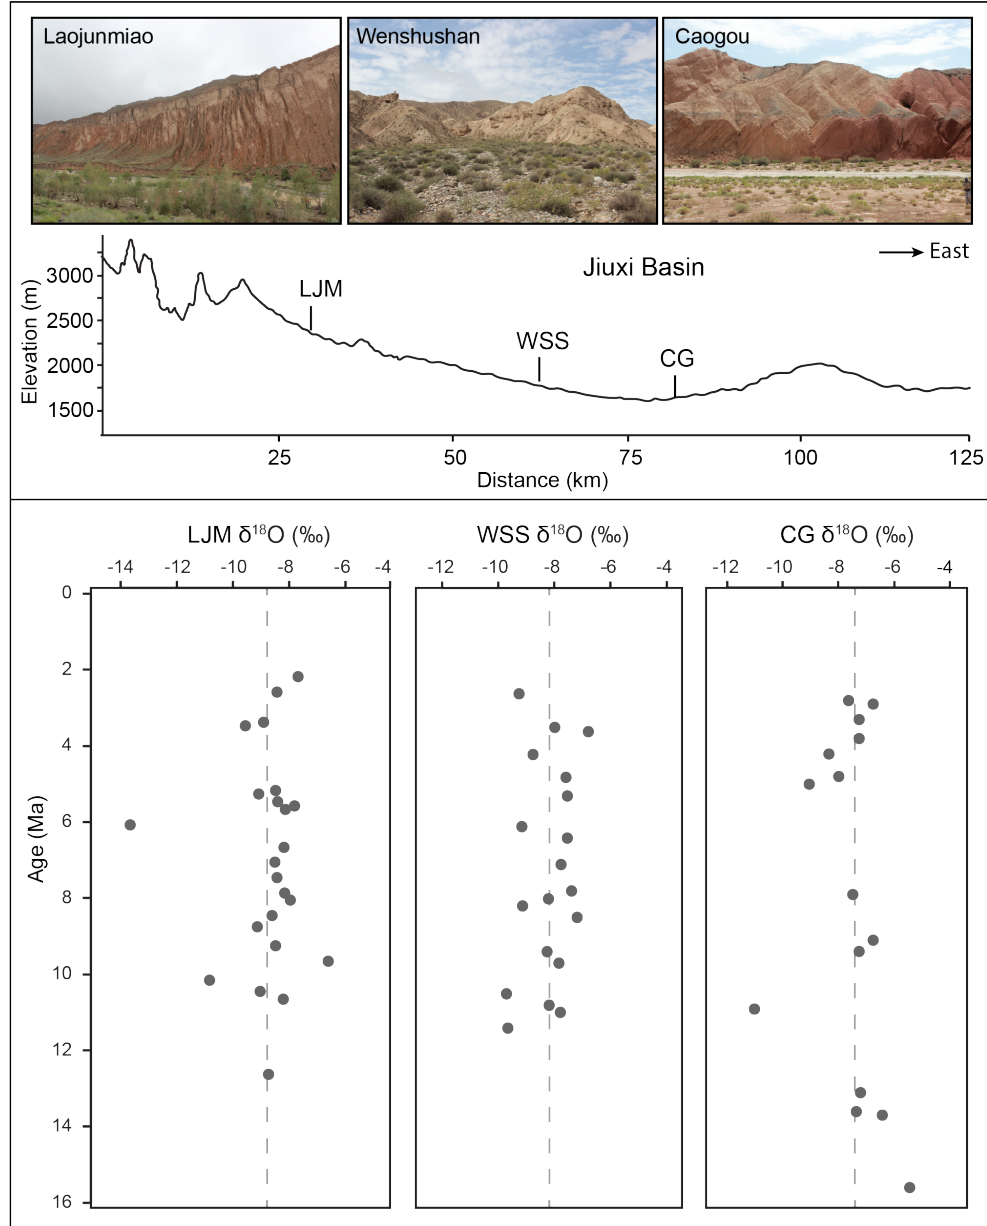 Laojunmiao
Wenshushan
Caogou
Jiuxi Basin
East
Elevation (m)
3000
2500
2000
1500
LJM
WSS
CG
25
50
75
100
125
Distance (km)
LJM δ¹⁸O (‰)
WSS δ¹⁸O (‰)
CG δ¹⁸O (‰)
-14 -12 -10 -8 -6 -4
-12 -10 -8 -6 -4
-12 -10 -8 -6 -4
Age (Ma)
0
2
4
6
8
10
12
14
16